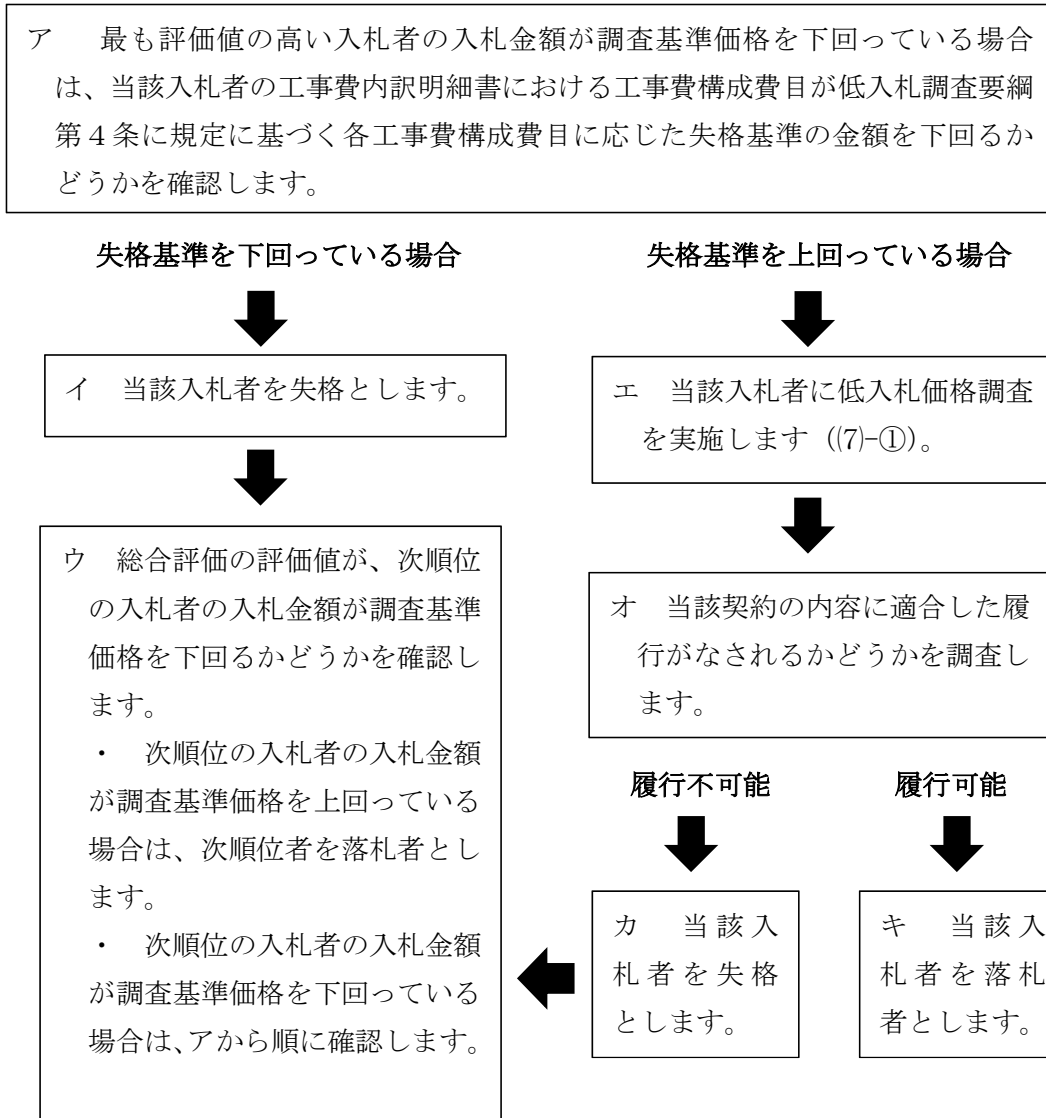 ア　最も評価値の高い入札者の入札金額が調査基準価格を下回っている場合
は、当該入札者の工事費内訳明細書における工事費構成費目が低入札調査要綱
第４条に規定に基づく各工事費構成費目に応じた失格基準の金額を下回るか
どうかを確認します。
失格基準を下回っている場合
イ　当該入札者を失格とします。
ウ　総合評価の評価値が、次順位
の入札者の入札金額が調査基準
価格を下回るかどうかを確認し
ます。
・　次順位の入札者の入札金額
が調査基準価格を上回っている
場合は、次順位者を落札者とし
ます。
・　次順位の入札者の入札金額
が調査基準価格を下回っている
場合は、アから順に確認します。
失格基準を上回っている場合
エ　当該入札者に低入札価格調査
を実施します（⑺-①）。
オ　当該契約の内容に適合した履
行がなされるかどうかを調査し
ます。
履行不可能
カ　当該入
札者を失格
とします。
履行可能
キ　当該入
札者を落札
者とします。